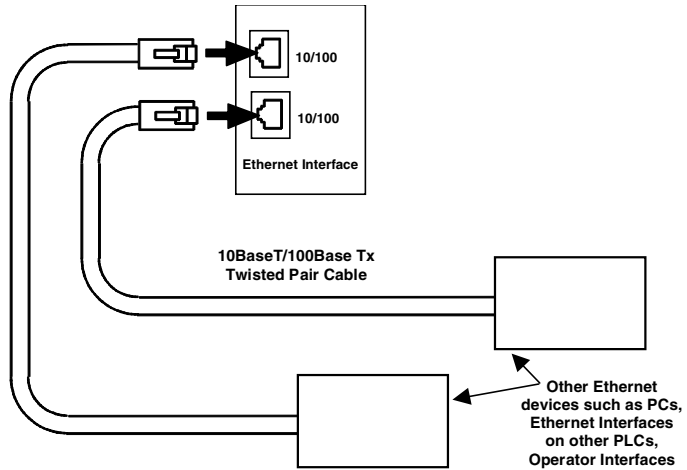 10/100
10/100
Ethernet Interface
10BaseT/100Base Tx
Twisted Pair Cable
Other Ethernet
devices such as PCs,
Ethernet Interfaces
on other PLCs,
Operator Interfaces